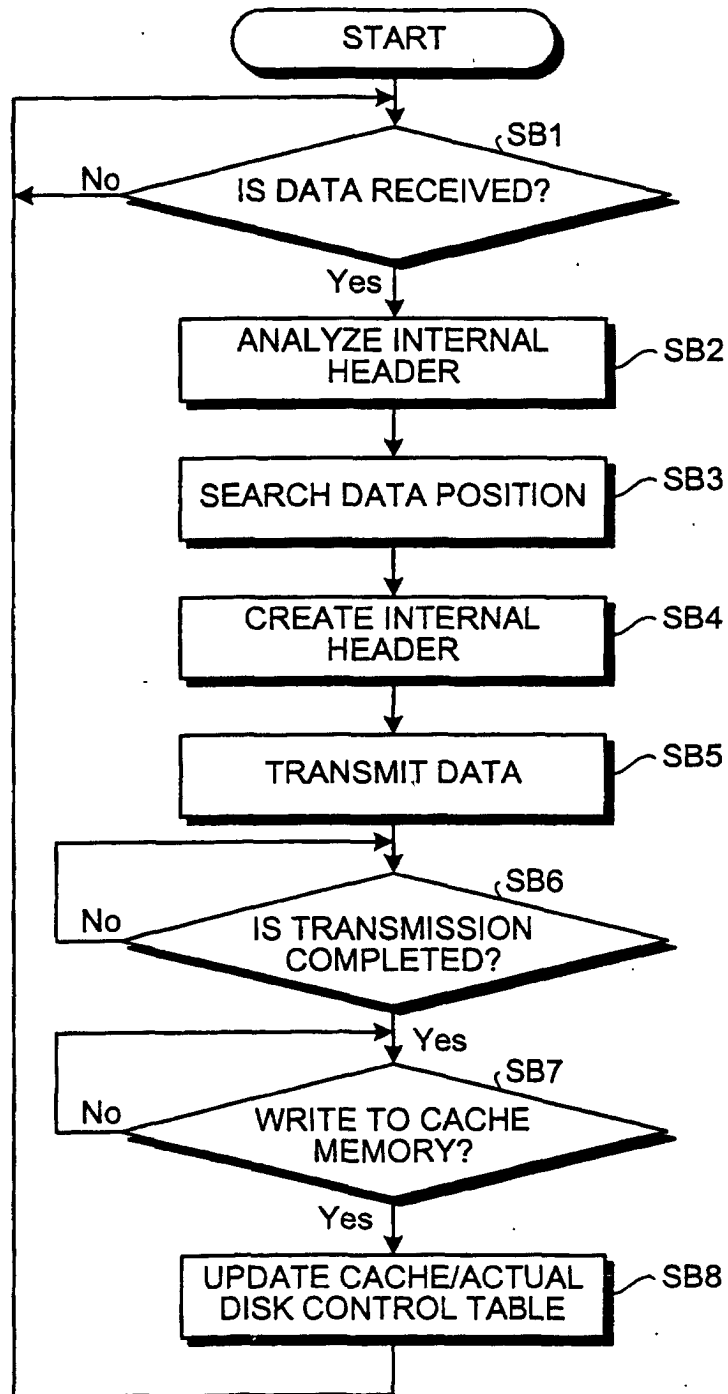 START
SB1
No
IS DATA RECEIVED?
Yes
ANALYZE INTERNAL
HEADER
SB2
SEARCH DATA POSITION
SB3
CREATE INTERNAL
HEADER
SB4
TRANSMIT DATA
SB5
SB6
No
IS TRANSMISSION
COMPLETED?
Yes
SB7
No
WRITE TO CACHE
MEMORY?
Yes
UPDATE CACHE/ACTUAL
DISK CONTROL TABLE
SB8